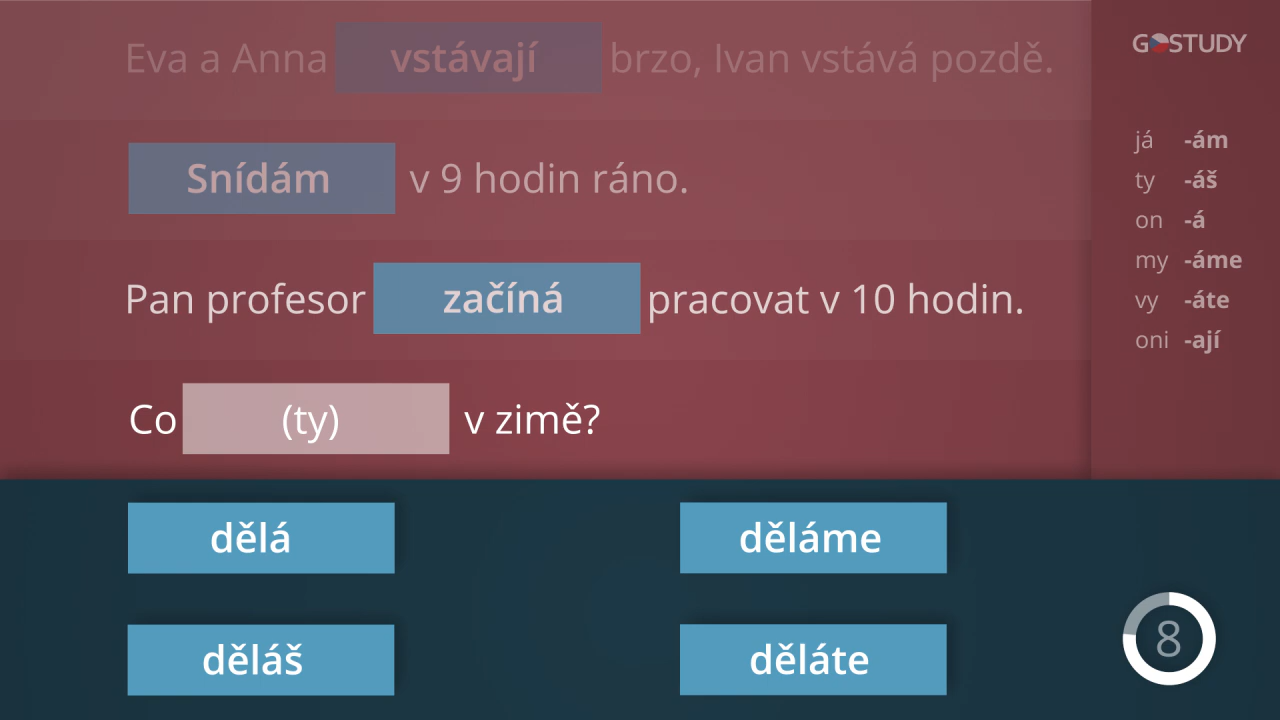 Eva a Anna vstávají brzo, Ivan vstává pozdě.
Snídám v 9 hodin ráno.
Pan profesor začíná pracovat v 10 hodin.
Co (ty) v zimě?
GOSTUDY
já -ám
ty -áš
on -á
my -áme
vy -áte
oni -ají
dělá
děláme
děláš
děláte
8